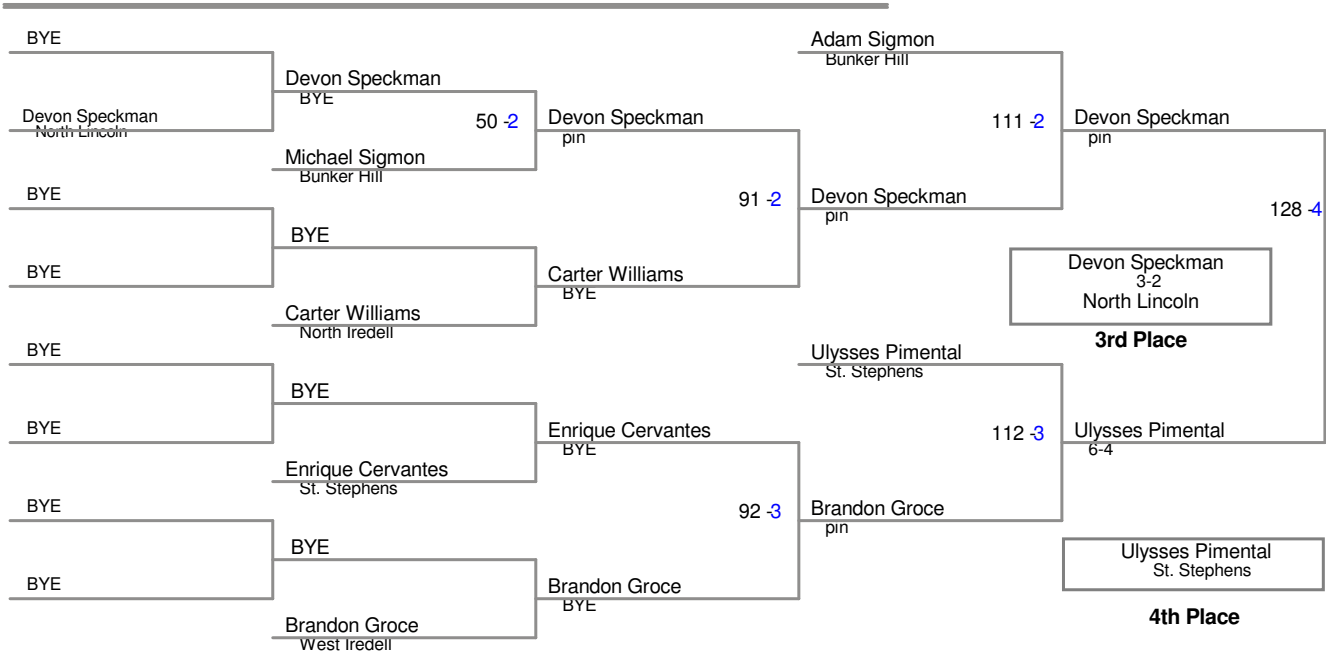 BYE
Devon Speckman
North Lincoln
BYE
BYE
BYE
BYE
BYE
BYE
Devon Speckman
BYE
50 -2
Michael Sigmon
Bunker Hill
BYE
Carter Williams
North Iredell
BYE
Enrique Cervantes
St. Stephens
BYE
Brandon Groce
West Iredell
Devon Speckman
pin
91 -2
Carter Williams
BYE
Enrique Cervantes
BYE
92 -3
Brandon Groce
BYE
Adam Sigmon
Bunker Hill
111 -2
Devon Speckman
pin
Ulysses Pimental
St. Stephens
112 -3
Brandon Groce
pin
Devon Speckman
pin
128 -4
Ulysses Pimental
6-4
Devon Speckman
3-2
North Lincoln
3rd Place
Ulysses Pimental
St. Stephens
4th Place